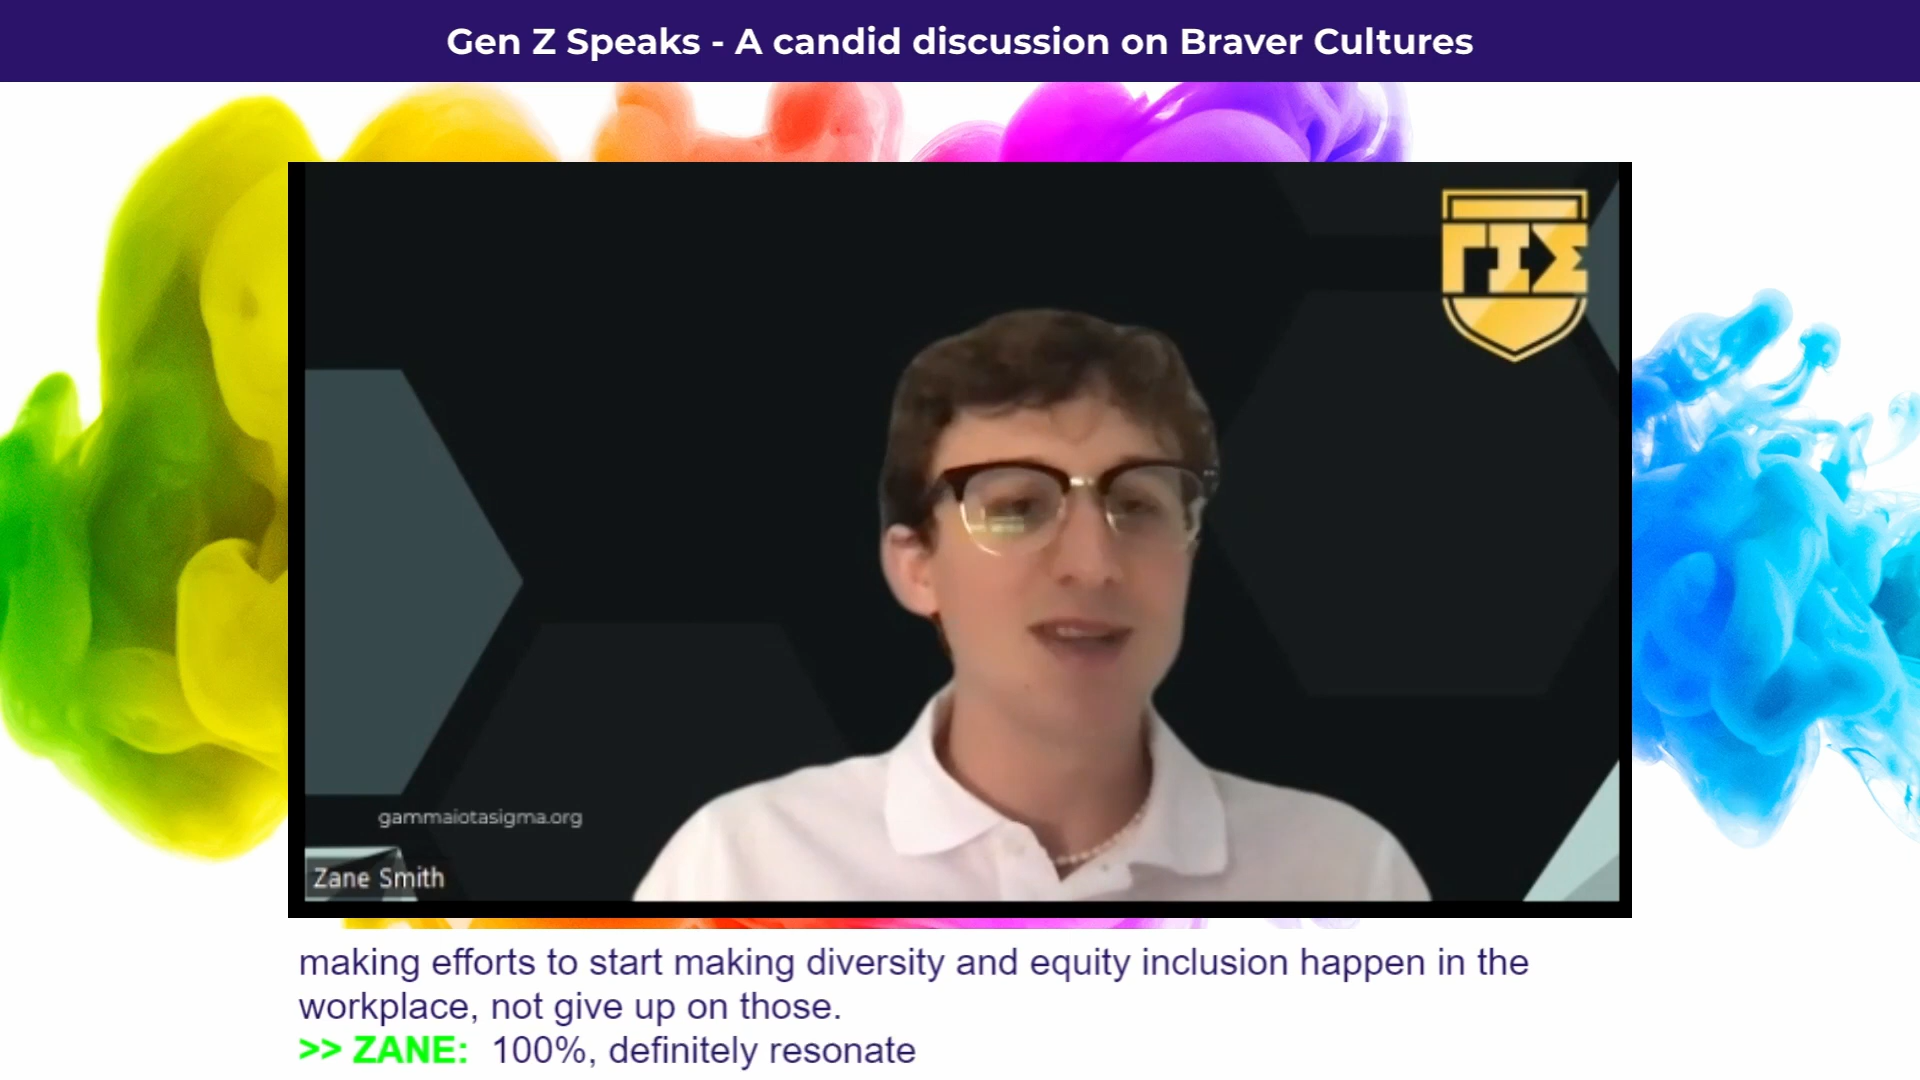 Gen Z Speaks - A candid discussion on Braver Cultures
ΓΙΣ
gammaiotasigma.org
Zane Smith
making efforts to start making diversity and equity inclusion happen in the
workplace, not give up on those.
>> ZANE: 100%, definitely resonate